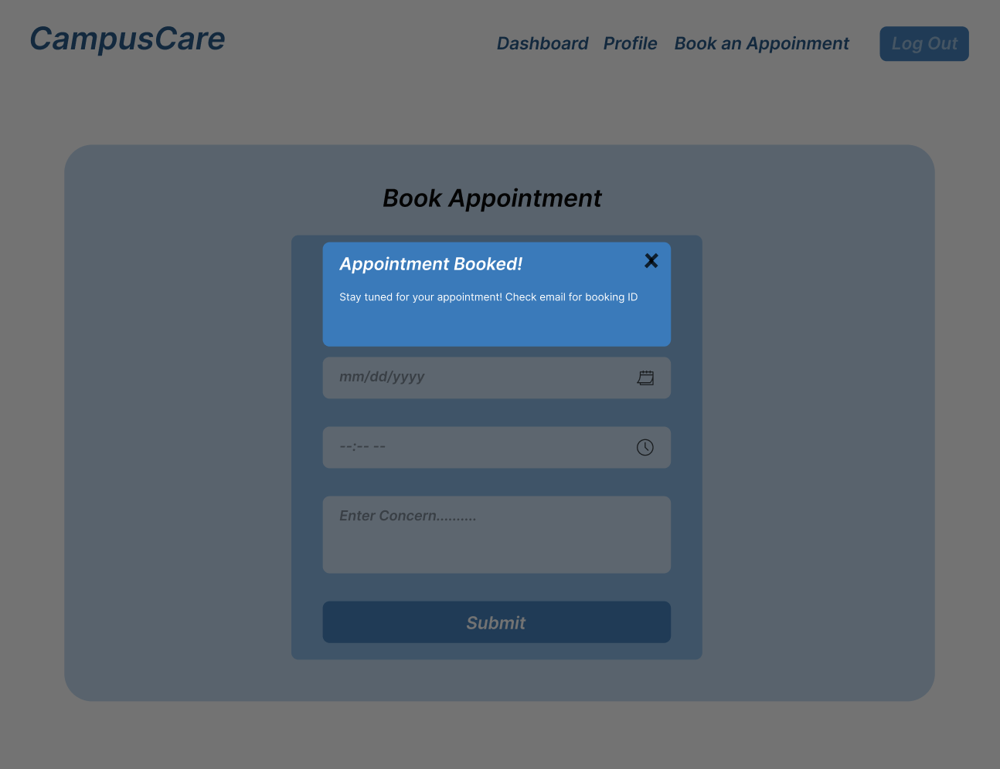 CampusCare
Dashboard Profile Book an Appoinment Log Out
Book Appointment
Appointment Booked!
Stay tuned for your appointment! Check email for booking ID
mm/dd/yyyy
--:-- --
Enter Concern..........
Submit